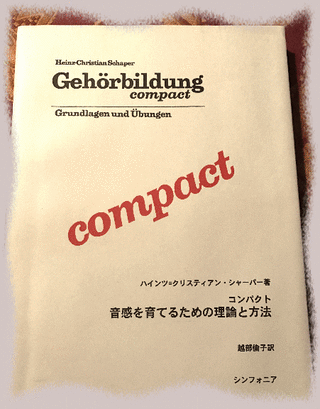 Heinz-Christian Schaper
Gehörbildung
compact
Grundlagen und Übungen
compact
ハインツ=クリスティアン・シャーパー著
コンパクト
音感を育てるための理論と方法
越部倫子訳
シンフォニア